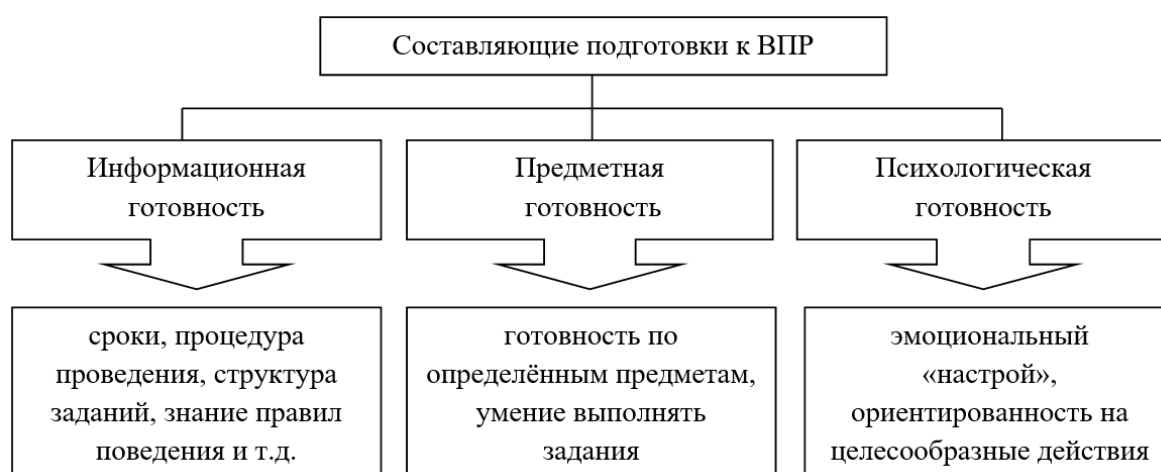 Составляющие подготовки к ВПР
Информационная
готовность
Предметная
готовность
Психологическая
готовность
сроки, процедура
проведения, структура
заданий, знание правил
поведения и т.д.
готовность по
определённым предметам,
умение выполнять
задания
эмоциональный
«настрой»,
ориентированность на
целесообразные действия